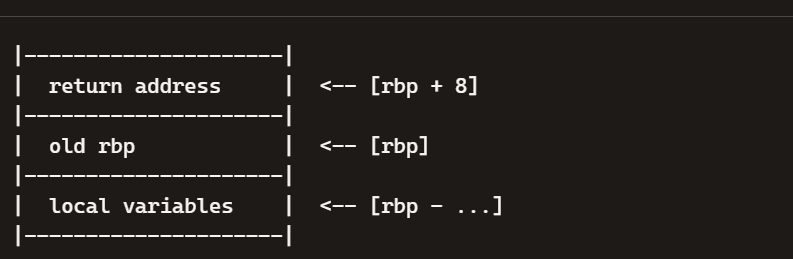 |---------------------|
|  return address     |  <-- [rbp + 8]
|---------------------|
|  old rbp            |  <-- [rbp]
|---------------------|
|  local variables    |  <-- [rbp - ...]
|---------------------|